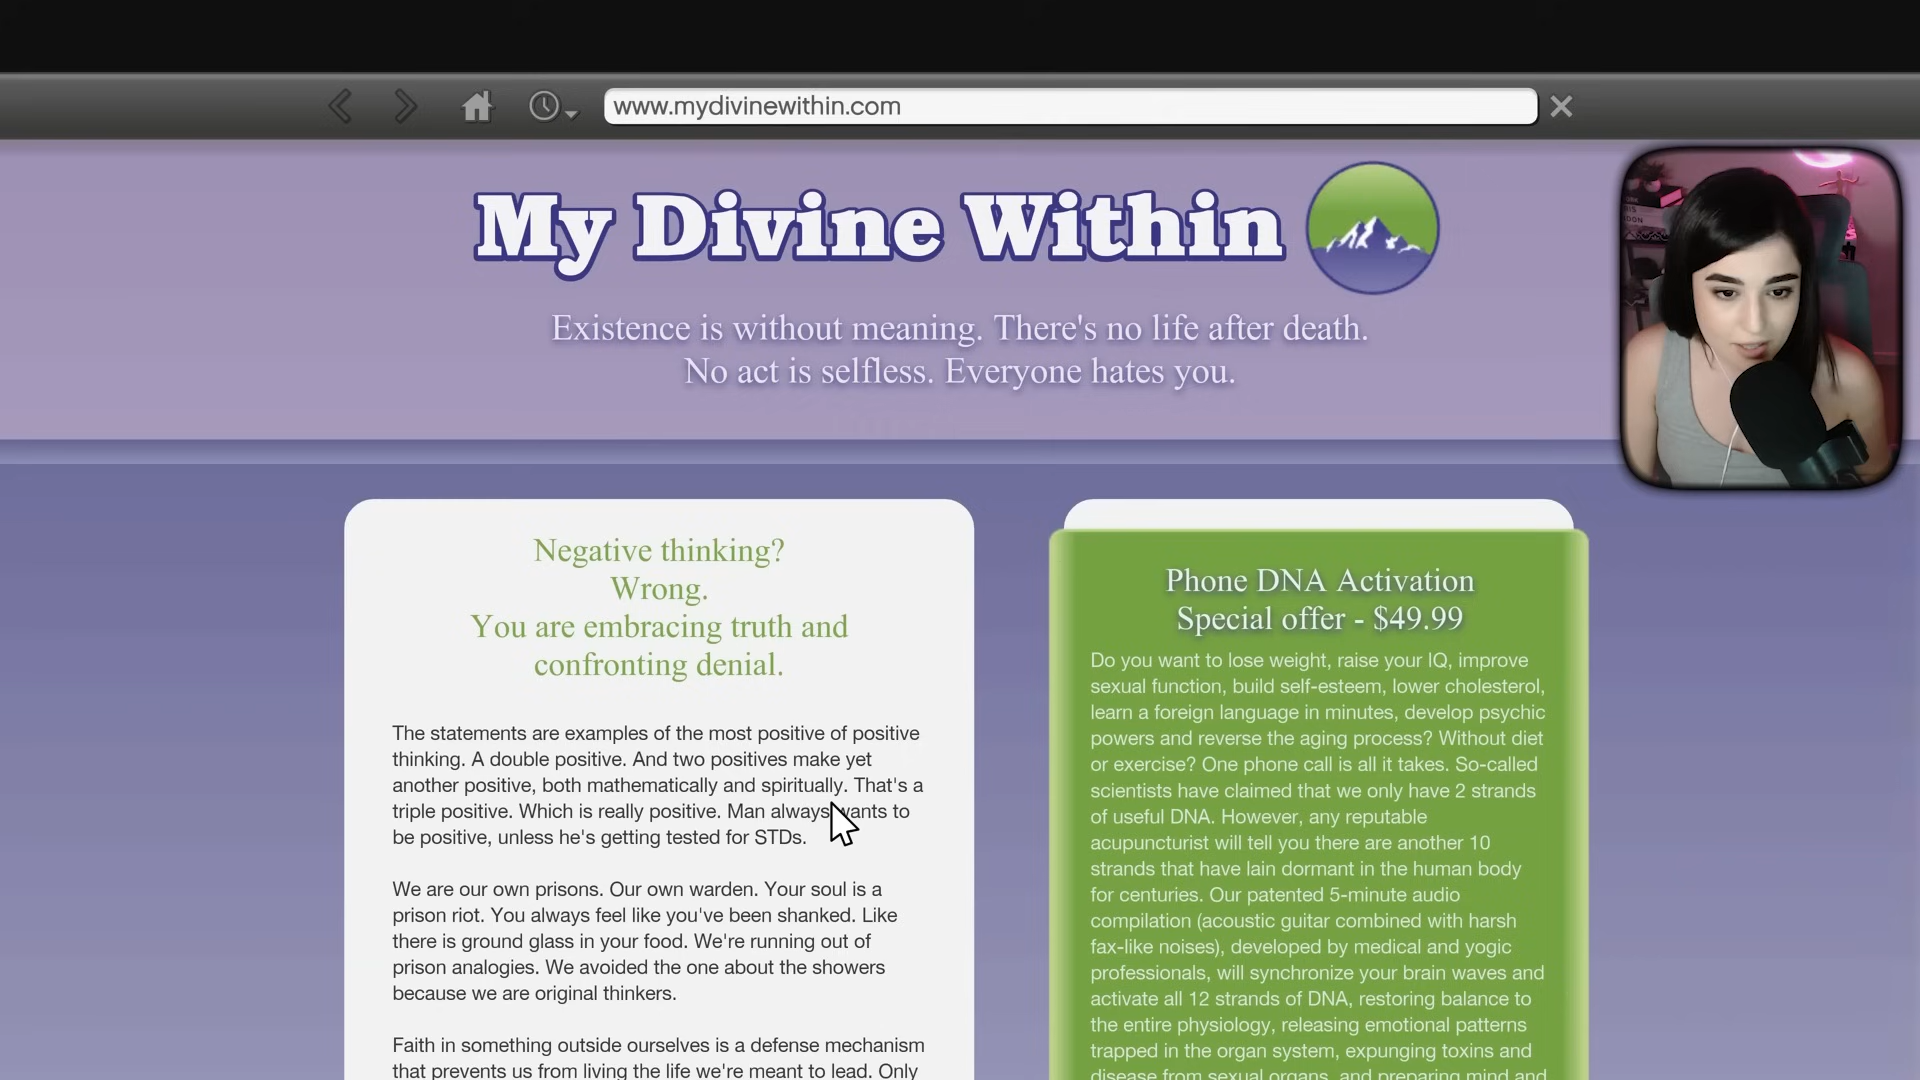 www.mydivinewithin.com
My Divine Within
Existence is without meaning. There's no life after death.
No act is selfless. Everyone hates you.
Negative thinking?
Wrong.
You are embracing truth and
confronting denial.
The statements are examples of the most positive of positive
thinking. A double positive. And two positives make yet
another positive, both mathematically and spiritually. That's a
triple positive. Which is really positive. Man always wants to
be positive, unless he's getting tested for STDs.
We are our own prisons. Our own warden. Your soul is a
prison riot. You always feel like you've been shanked. Like
there is ground glass in your food. We're running out of
prison analogies. We avoided the one about the showers
because we are original thinkers.
Faith in something outside ourselves is a defense mechanism
that prevents us from living the life we're meant to lead. Only
Phone DNA Activation
Special offer - $49.99
Do you want to lose weight, raise your IQ, improve
sexual function, build self-esteem, lower cholesterol,
learn a foreign language in minutes, develop psychic
powers and reverse the aging process? Without diet
or exercise? One phone call is all it takes. So-called
scientists have claimed that we only have 2 strands
of useful DNA. However, any reputable
acupuncturist will tell you there are another 10
strands that have lain dormant in the human body
for centuries. Our patented 5-minute audio
compilation (acoustic guitar combined with harsh
fax-like noises), developed by medical and yogic
professionals, will synchronize your brain waves and
activate all 12 strands of DNA, restoring balance to
the entire physiology, releasing emotional patterns
trapped in the organ system, expunging toxins and
disease from sexual organs, and preparing mind and